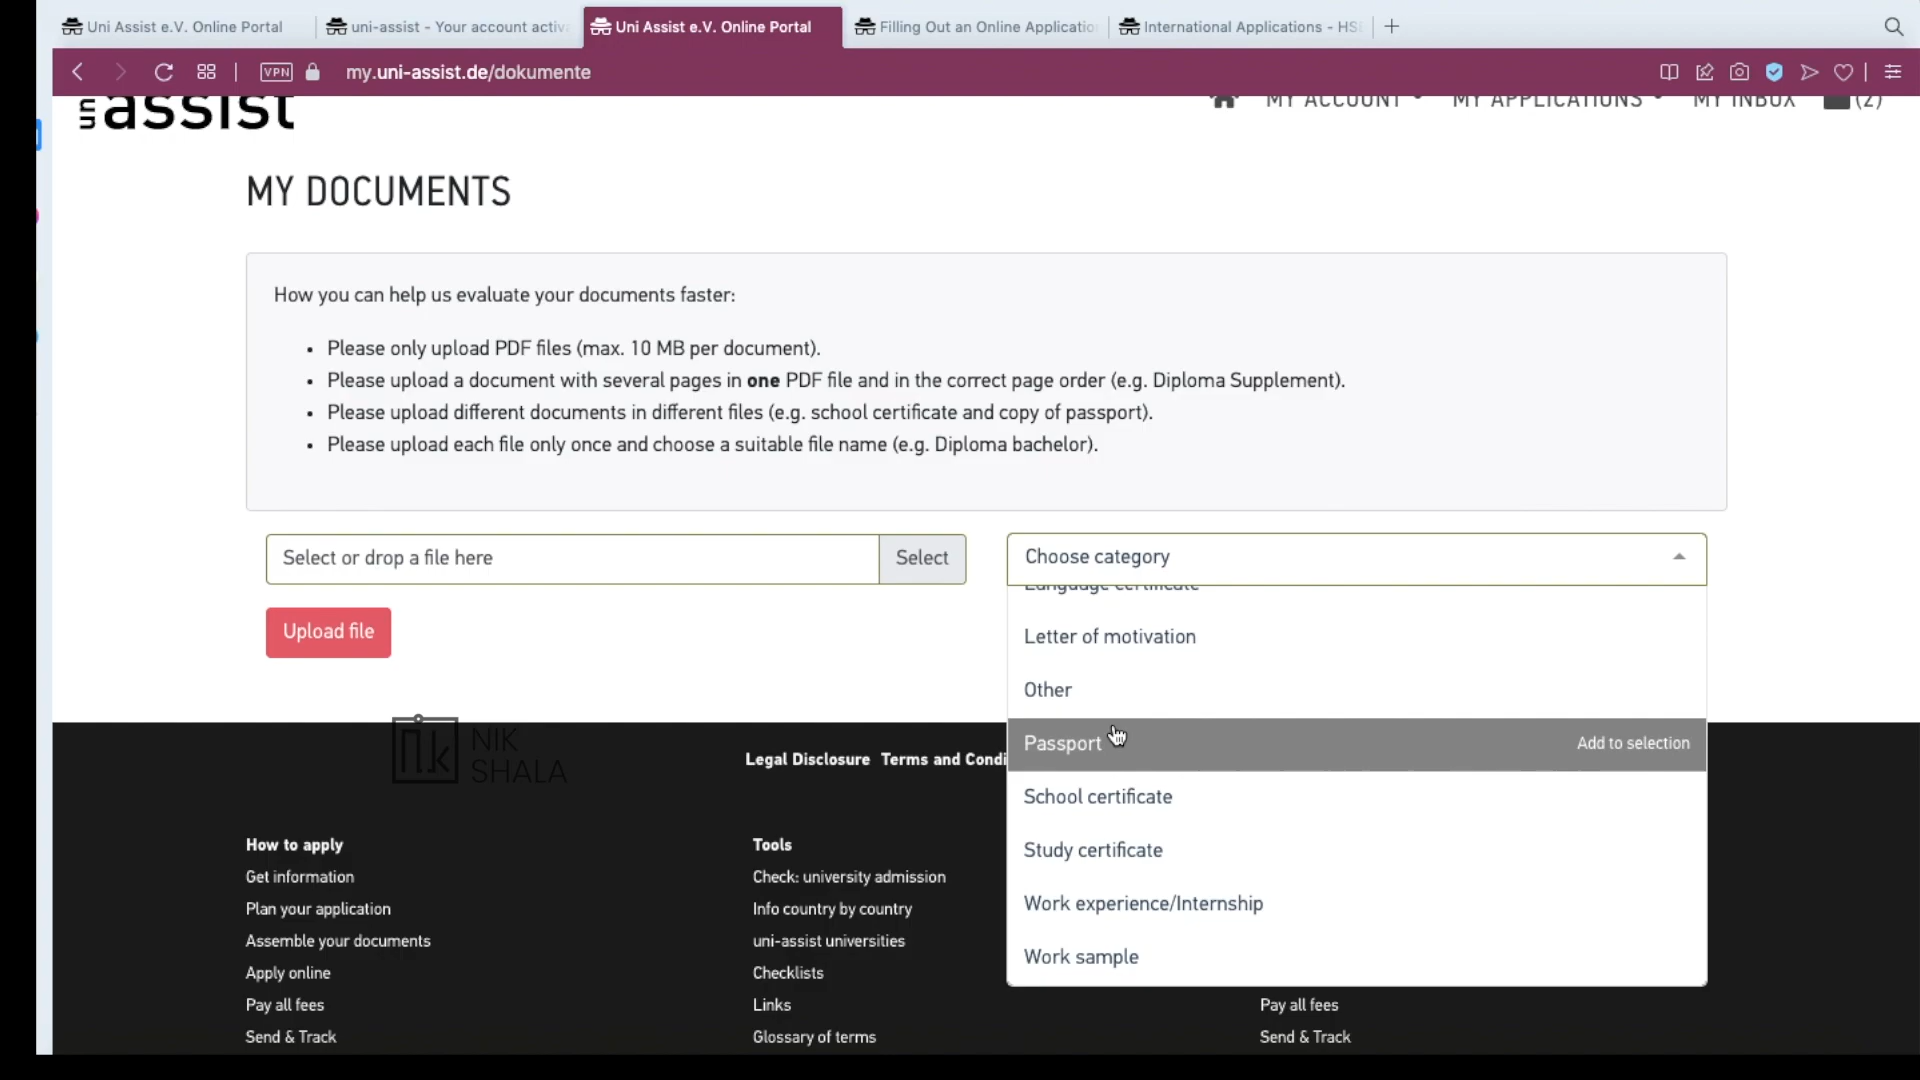 Uni Assist e.V. Online Portal
uni-assist - Your account activ
Uni Assist e.V. Online Portal
Filling Out an Online Applicatio
International Applications - HS
VPN
my.uni-assist.de/dokumente
uni assist
MY ACCOUNT
MY APPLICATIONS
MY INBOX
(2)
MY DOCUMENTS
How you can help us evaluate your documents faster:
• Please only upload PDF files (max. 10 MB per document).
• Please upload a document with several pages in one PDF file and in the correct page order (e.g. Diploma Supplement).
• Please upload different documents in different files (e.g. school certificate and copy of passport).
• Please upload each file only once and choose a suitable file name (e.g. Diploma bachelor).
Select or drop a file here
Select
Choose category
Language certificate
Upload file
Letter of motivation
Other
Passport
Add to selection
School certificate
Study certificate
Work experience/Internship
Work sample
nk NIK
SHALA
Legal Disclosure Terms and Condi
How to apply
Get information
Plan your application
Assemble your documents
Apply online
Pay all fees
Send & Track
Tools
Check: university admission
Info country by country
uni-assist universities
Checklists
Links
Glossary of terms
Pay all fees
Send & Track